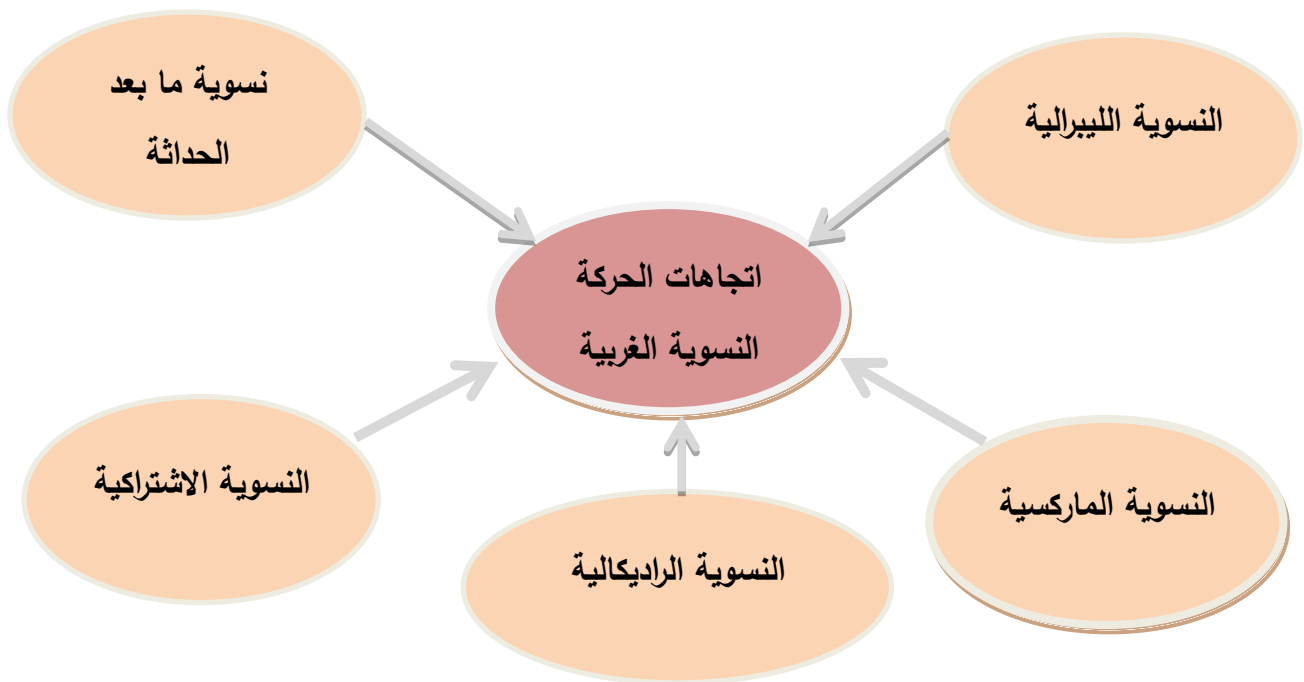 النسوية الليبرالية
نسوية ما بعد
الحداثة
اتجاهات الحركة
النسوية الغربية
النسوية الماركسية
النسوية الراديكالية
النسوية الاشتراكية